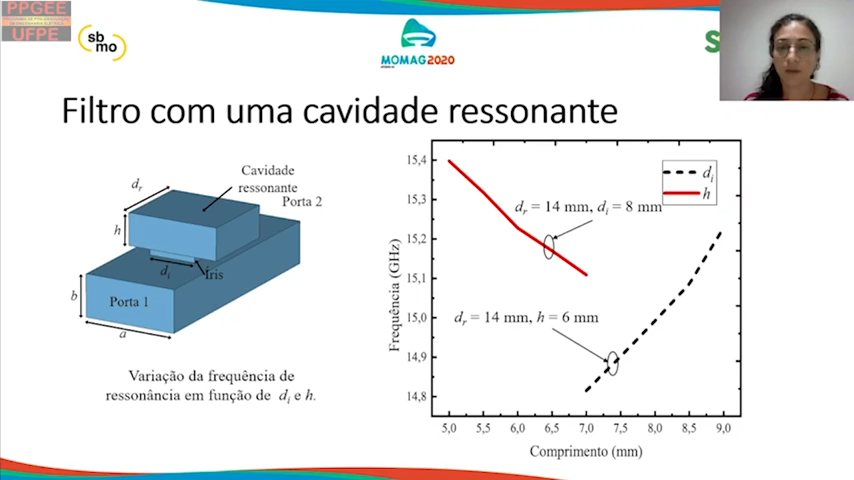 PPGEE
UFPE
sb
mo
MOMAG2020
S
Filtro com uma cavidade ressonante
Cavidade
ressonante
Porta 2
d_r
h
d_i
Íris
b
Porta 1
a
Variação da frequência de
ressonância em função de d_i e h.
Frequência (GHz)
15,4
15,3
15,2
15,1
15,0
14,9
14,8
d_i
h
d_r = 14 mm, d_i = 8 mm
d_r = 14 mm, h = 6 mm
5,0 5,5 6,0 6,5 7,0 7,5 8,0 8,5 9,0
Comprimento (mm)